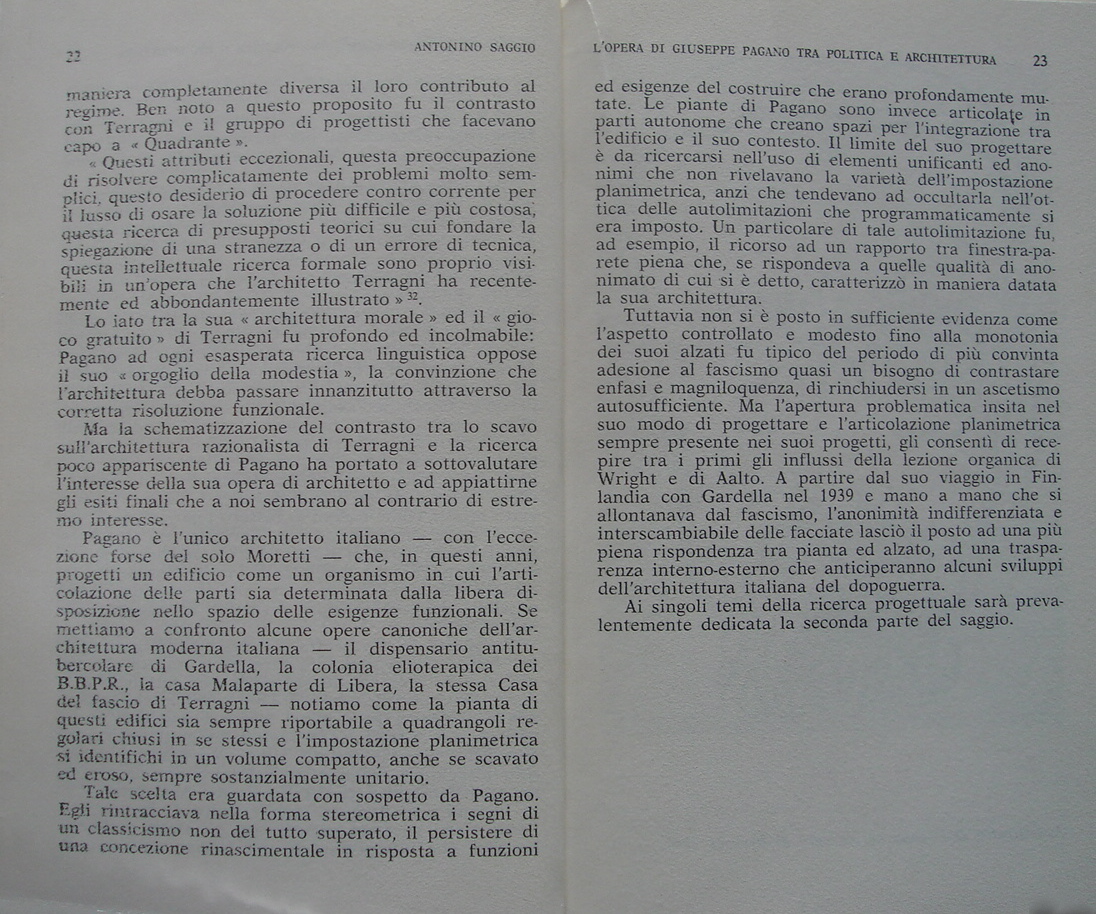 22
ANTONINO SAGGIO
maniera completamente diversa il loro contributo al
regime. Ben noto a questo proposito fu il contrasto
con Terragni e il gruppo di progettisti che facevano
capo a « Quadrante ».
« Questi attributi eccezionali, questa preoccupazione
di risolvere complicatamente dei problemi molto sem-
plici, questo desiderio di procedere contro corrente per
il lusso di osare la soluzione più difficile e più costosa,
questa ricerca di presupposti teorici su cui fondare la
spiegazione di una stranezza o di un errore di tecnica,
questa intellettuale ricerca formale sono proprio visi-
bili in un'opera che l'architetto Terragni ha recente-
mente ed abbondantemente illustrato » 32.
Lo iato tra la sua « architettura morale » ed il « gio-
co gratuito » di Terragni fu profondo ed incolmabile:
Pagano ad ogni esasperata ricerca linguistica oppose
il suo « orgoglio della modestia », la convinzione che
l'architettura debba passare innanzitutto attraverso la
corretta risoluzione funzionale.
Ma la schematizzazione del contrasto tra lo scavo
sull'architettura razionalista di Terragni e la ricerca
poco appariscente di Pagano ha portato a sottovalutare
l'interesse della sua opera di architetto e ad appiattirne
gli esiti finali che a noi sembrano al contrario di estre-
mo interesse.
Pagano è l'unico architetto italiano — con l'ecce-
zione forse del solo Moretti — che, in questi anni,
progetti un edificio come un organismo in cui l'arti-
colazione delle parti sia determinata dalla libera di-
sposizione nello spazio delle esigenze funzionali. Se
mettiamo a confronto alcune opere canoniche dell'ar-
chitettura moderna italiana — il dispensario antitu-
bercolare di Gardella, la colonia elioterapica dei
B.B.P.R., la casa Malaparte di Libera, la stessa Casa
del fascio di Terragni — notiamo come la pianta di
questi edifici sia sempre riportabile a quadrangoli re-
golari chiusi in se stessi e l'impostazione planimetrica
si identifichi in un volume compatto, anche se scavato
ed eroso, sempre sostanzialmente unitario.
Tale scelta era guardata con sospetto da Pagano.
Egli rintracciava nella forma stereometrica i segni di
un classicismo non del tutto superato, il persistere di
una concezione rinascimentale in risposta a funzioni
L'OPERA DI GIUSEPPE PAGANO TRA POLITICA E ARCHITETTURA
23
ed esigenze del costruire che erano profondamente mu-
tate. Le piante di Pagano sono invece articolate in
parti autonome che creano spazi per l'integrazione tra
l'edificio e il suo contesto. Il limite del suo progettare
è da ricercarsi nell'uso di elementi unificanti ed ano-
nimi che non rivelavano la varietà dell'impostazione
planimetrica, anzi che tendevano ad occultarla nell'ot-
tica delle autolimitazioni che programmaticamente si
era imposto. Un particolare di tale autolimitazione fu,
ad esempio, il ricorso ad un rapporto tra finestra-pa-
rete piena che, se rispondeva a quelle qualità di ano-
nimato di cui si è detto, caratterizzò in maniera datata
la sua architettura.
Tuttavia non si è posto in sufficiente evidenza come
l'aspetto controllato e modesto fino alla monotonia
dei suoi alzati fu tipico del periodo di più convinta
adesione al fascismo quasi un bisogno di contrastare
enfasi e magniloquenza, di rinchiudersi in un ascetismo
autosufficiente. Ma l'apertura problematica insita nel
suo modo di progettare e l'articolazione planimetrica
sempre presente nei suoi progetti, gli consentì di rece-
pire tra i primi gli influssi della lezione organica di
Wright e di Aalto. A partire dal suo viaggio in Fin-
landia con Gardella nel 1939 e mano a mano che si
allontanava dal fascismo, l'anonimità indifferenziata e
interscambiabile delle facciate lasciò il posto ad una più
piena rispondenza tra pianta ed alzato, ad una traspa-
renza interno-esterno che anticiperanno alcuni sviluppi
dell'architettura italiana del dopoguerra.
Ai singoli temi della ricerca progettuale sarà preva-
lentemente dedicata la seconda parte del saggio.